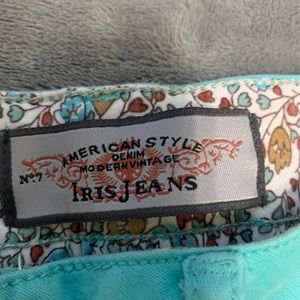 AMERICAN STYLE
DENIM
MODERN VINTAGE
Nº7
IRIS JEANS